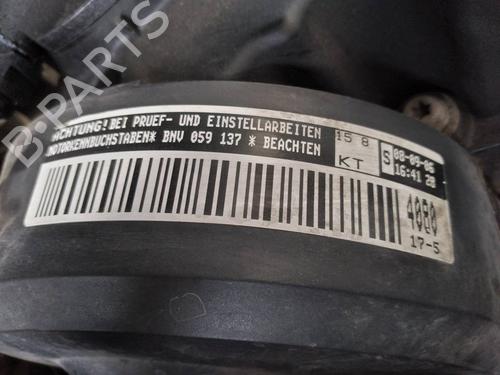 B-PARTS
ACHTUNG! BEI PRUEF- UND EINSTELLARBEITEN
*MOTORKENNBUCHSTABEN* BNV 059 137 * BEACHTEN
15 8
KT
S
08-09-06
16:41 28
4080
17-5